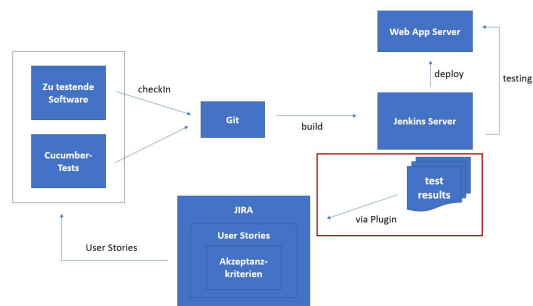 Web App Server
Zu testende
Software
checkIn
deploy
testing
Git
build
Jenkins Server
Cucumber-
Tests
test
results
via Plugin
JIRA
User Stories
Akzeptanz-
kriterien
User Stories